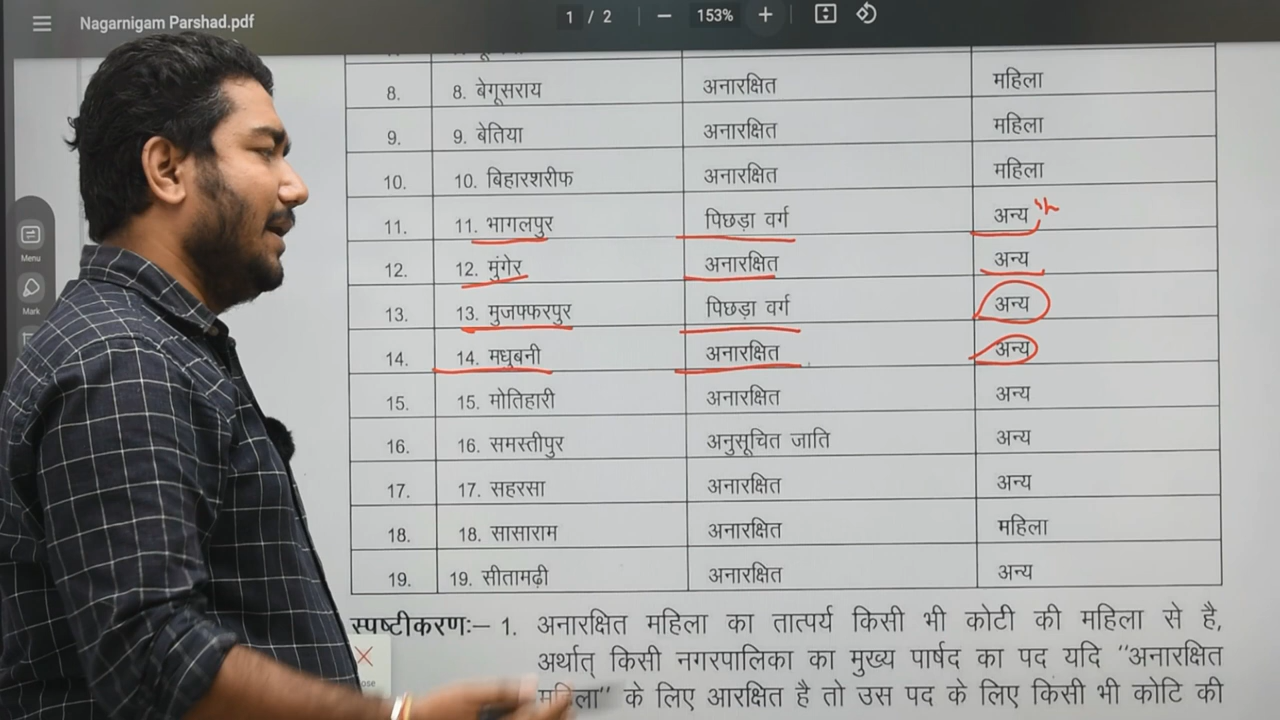 Nagarnigam Parshad.pdf 1 / 2 153%
8. 8. बेगूसराय अनारक्षित महिला
9. 9. बेतिया अनारक्षित महिला
10. 10. बिहारशरीफ अनारक्षित महिला
11. 11. भागलपुर पिछड़ा वर्ग अन्य
12. 12. मुंगेर अनारक्षित अन्य
13. 13. मुजफ्फरपुर पिछड़ा वर्ग अन्य
14. 14. मधुबनी अनारक्षित अन्य
15. 15. मोतिहारी अनारक्षित अन्य
16. 16. समस्तीपुर अनुसूचित जाति अन्य
17. 17. सहरसा अनारक्षित अन्य
18. 18. सासाराम अनारक्षित महिला
19. 19. सीतामढ़ी अनारक्षित अन्य
स्पष्टीकरणः– 1. अनारक्षित महिला का तात्पर्य किसी भी कोटी की महिला से है,
अर्थात् किसी नगरपालिका का मुख्य पार्षद का पद यदि "अनारक्षित
महिला" के लिए आरक्षित है तो उस पद के लिए किसी भी कोटि की
Menu
Mark